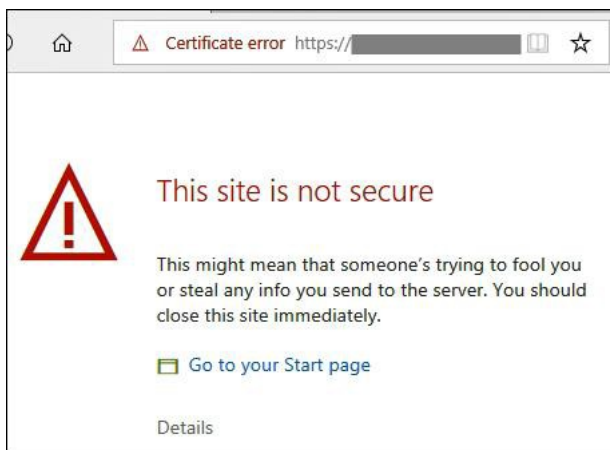 Certificate error https://
This site is not secure
This might mean that someone's trying to fool you
or steal any info you send to the server. You should
close this site immediately.
Go to your Start page
Details